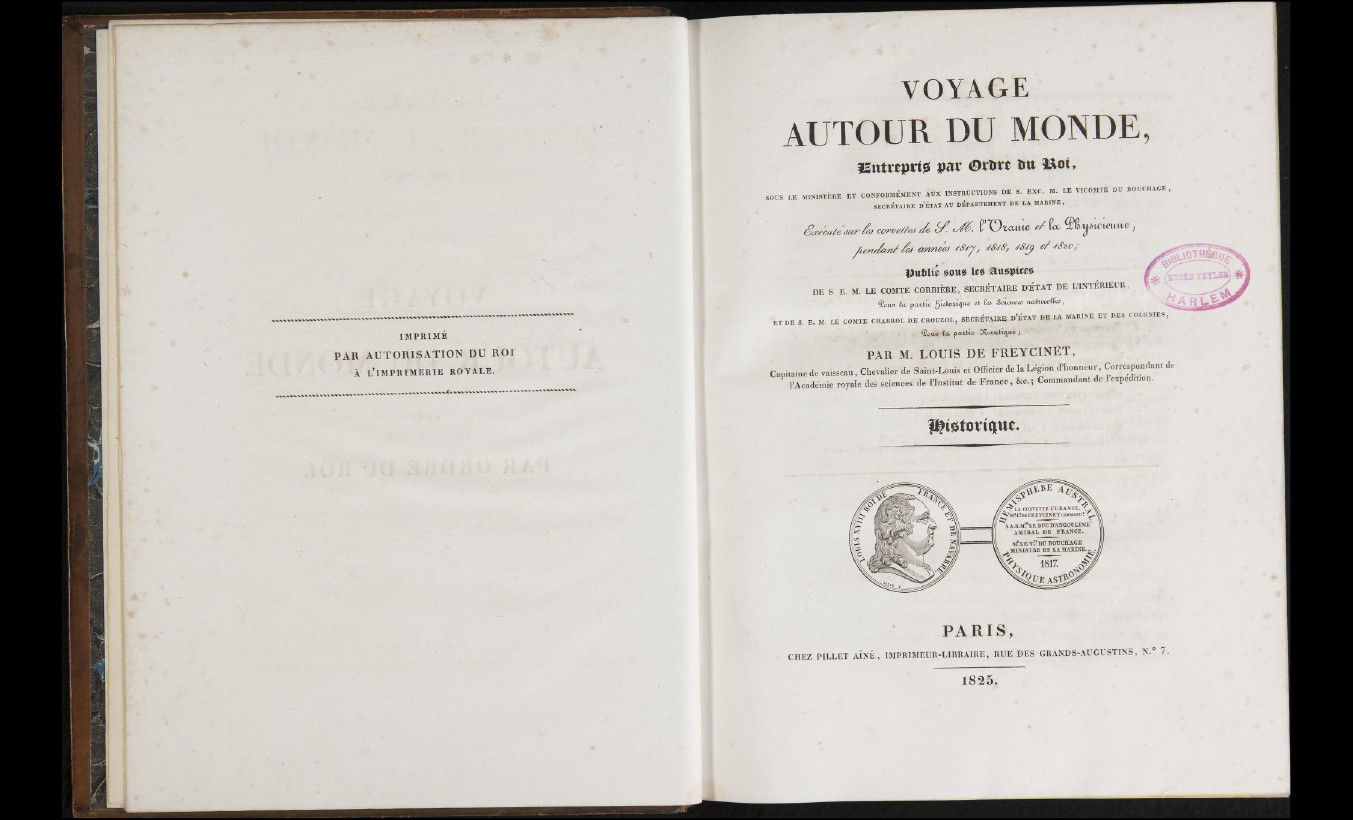 IMPRIMÉ
PAR AUTORISATION DU ROI
À L'IMPRIMERIE ROYALE.
VOYAGE
AUTOUR DU MONDE,
Entrepris par Ordre du Roi,
SOUS LE MINISTÈRE ET CONFORMÉMENT AUX INSTRUCTIONS DE S. EXC. M. LE VICOMTE DU BOUCHAGE,
SECRÉTAIRE D'ÉTAT AU DÉPARTEMENT DE LA MARINE,
Exécuté sur les corvettes de S. M. l'Uranie et la Physicienne,
pendant les années 1817, 1818, 1819 et 1820;
Publié sous les Auspices
DE S. E. M. LE COMTE CORBIÈRE, SECRÉTAIRE D'ÉTAT DE L'INTÉRIEUR,
Pour la partie historique et les Sciences naturelles,
ET DE S. E. M. LE COMTE CHABROL DE CROUZOL, SECRÉTAIRE D'ÉTAT DE LA MARINE ET DES COLONIES,
Pour la partie Nautique;
PAR M. LOUIS DE FREYCINET,
Capitaine de vaisseau, Chevalier de Saint-Louis et Officier de la Légion d'honneur, Correspondant de
l'Académie royale des sciences de l'Institut de France, &c.; Commandant de l'expédition.
Historique.
LOUIS XVIII ROI DE FRANCE ET DE NAVARRE
HÉMISPHERE AUSTRAL
PHYSIQUE ASTRONOMIE
LA CORVETTE L'URANIE,
S.A.R.Mgr LE DUC D'ANGOULÊME
AMIRAL DE FRANCE.
Mr LE Vte DU BOUCHAGE
MINISTRE DE LA MARINE.
1817.
PARIS,
CHEZ PILLET AÎNÉ, IMPRIMEUR-LIBRAIRE, RUE DES GRANDS-AUGUSTINS, N.° 7.
1825.
BIBLIOTHÈQUE
MUSÉE TEYLER
HARLEM